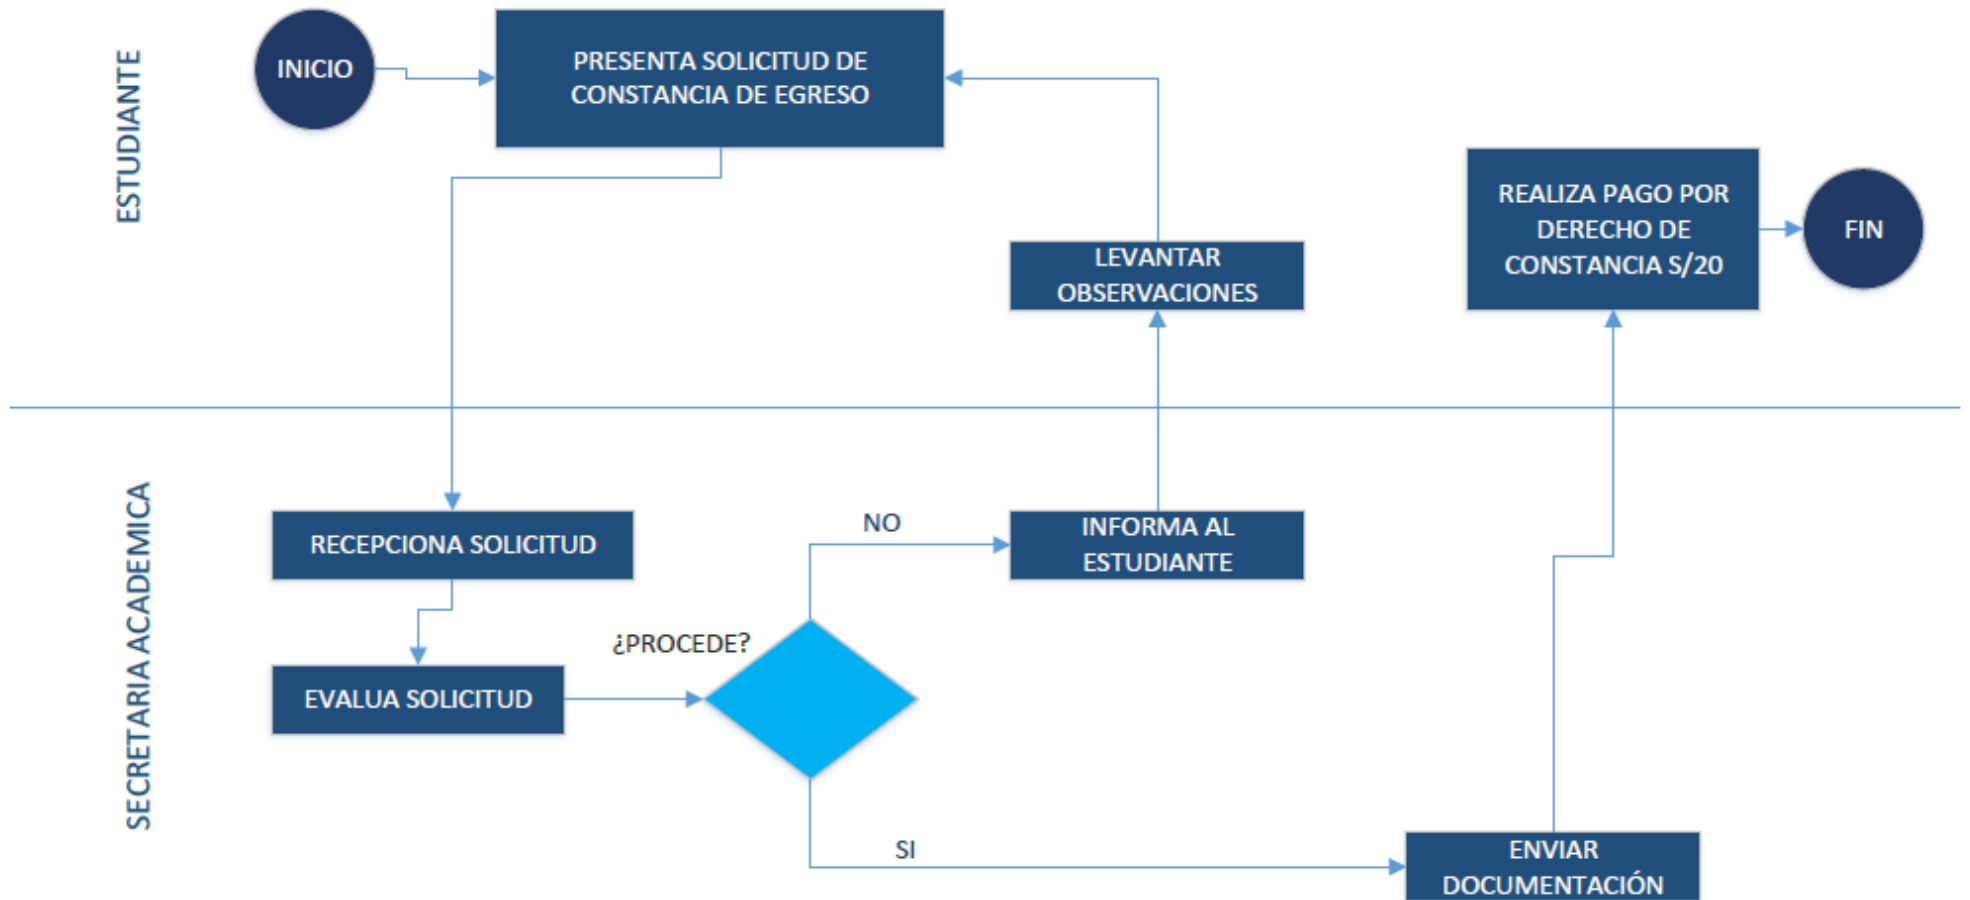 ESTUDIANTE
INICIO
PRESENTA SOLICITUD DE
CONSTANCIA DE EGRESO
LEVANTAR
OBSERVACIONES
REALIZA PAGO POR
DERECHO DE
CONSTANCIA S/20
FIN
SECRETARIA ACADEMICA
RECEPCIONA SOLICITUD
EVALUA SOLICITUD
¿PROCEDE?
NO
INFORMA AL
ESTUDIANTE
SI
ENVIAR
DOCUMENTACIÓN